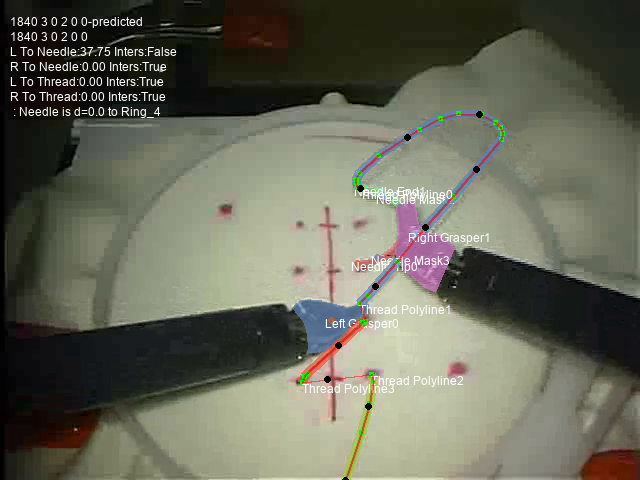 1840 3 0 2 0 0-predicted
1840 3 0 2 0 0
L To Needle:37.75 Inters:False
R To Needle:0.00 Inters:True
L To Thread:0.00 Inters:True
R To Thread:0.00 Inters:True
: Needle is d=0.0 to Ring_4
Needle End1
Thread Polyline0
Needle Mas
Right Grasper1
Needle Mask3
Needle Tip0
Thread Polyline1
Left Grasper0
Thread Polyline2
Thread Polyline3